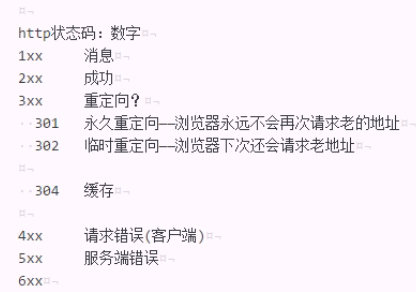 http状态码：数字
1xx 消息
2xx 成功
3xx 重定向？
301 永久重定向——浏览器永远不会再次请求老的地址
302 临时重定向——浏览器下次还会请求老地址
304 缓存
4xx 请求错误(客户端)
5xx 服务端错误
6xx